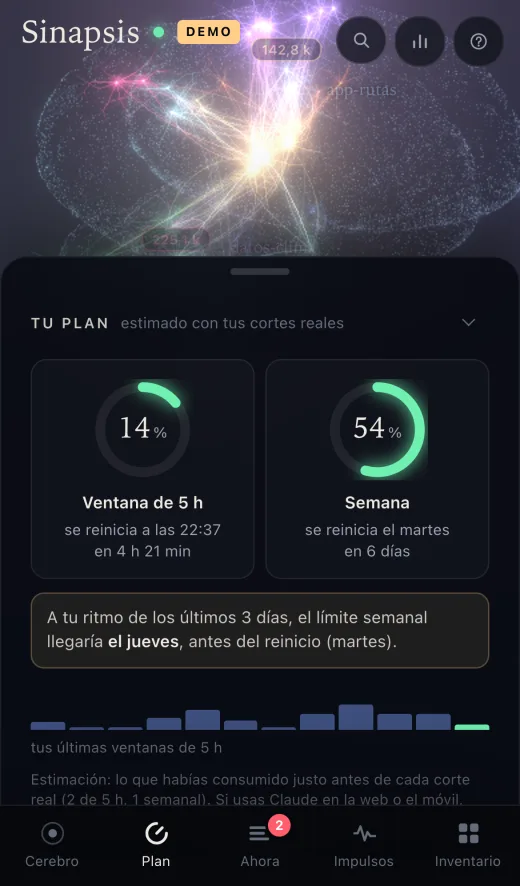 Sinapsis
DEMO
142,8 k
app-rutas
TU PLAN estimado con tus cortes reales
14 %
Ventana de 5 h
se reinicia a las 22:37
en 4 h 21 min
54 %
Semana
se reinicia el martes
en 6 días
A tu ritmo de los últimos 3 días, el límite semanal
llegaría el jueves, antes del reinicio (martes).
tus últimas ventanas de 5 h
Estimación: lo que habías consumido justo antes de cada corte
real (2 de 5 h, 1 semanal). Si usas Claude en la web o el móvil,
2
Cerebro
Plan
Ahora
Impulsos
Inventario